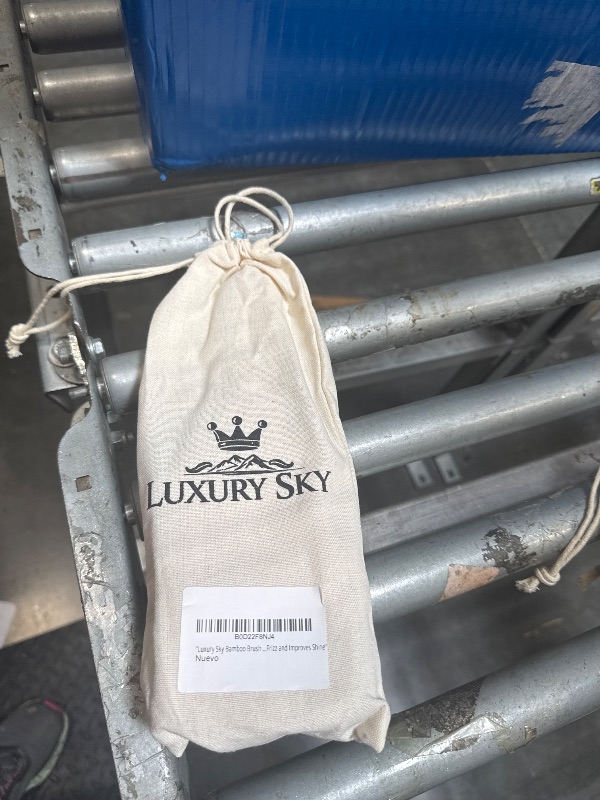 LUXURY SKY
B0D22F8NJ4
"Luxury Sky Bamboo Brush ...Frizz and Improves Shine"
Nuevo